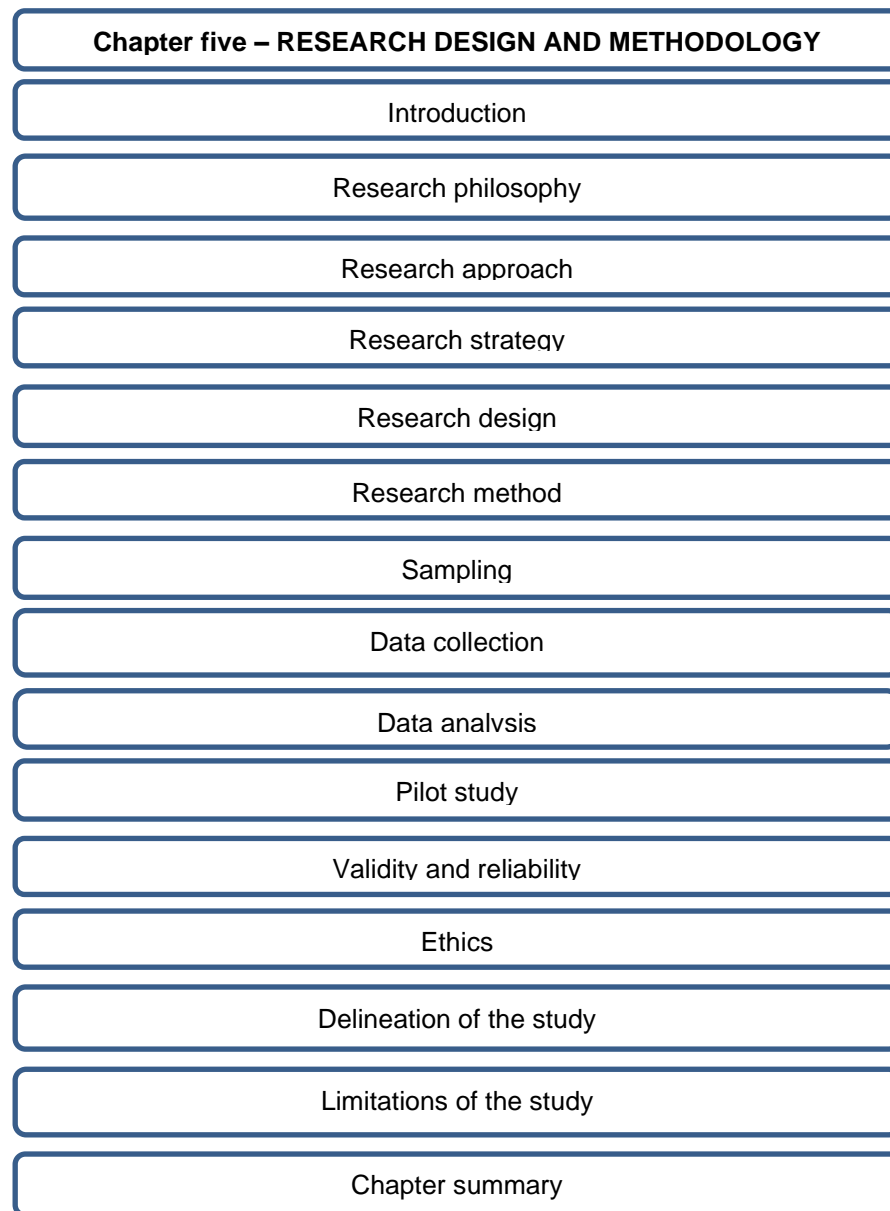 Chapter five – RESEARCH DESIGN AND METHODOLOGY
Introduction
Research philosophy
Research approach
Research strategy
Research design
Research method
Sampling
Data collection
Data analysis
Pilot study
Validity and reliability
Ethics
Delineation of the study
Limitations of the study
Chapter summary